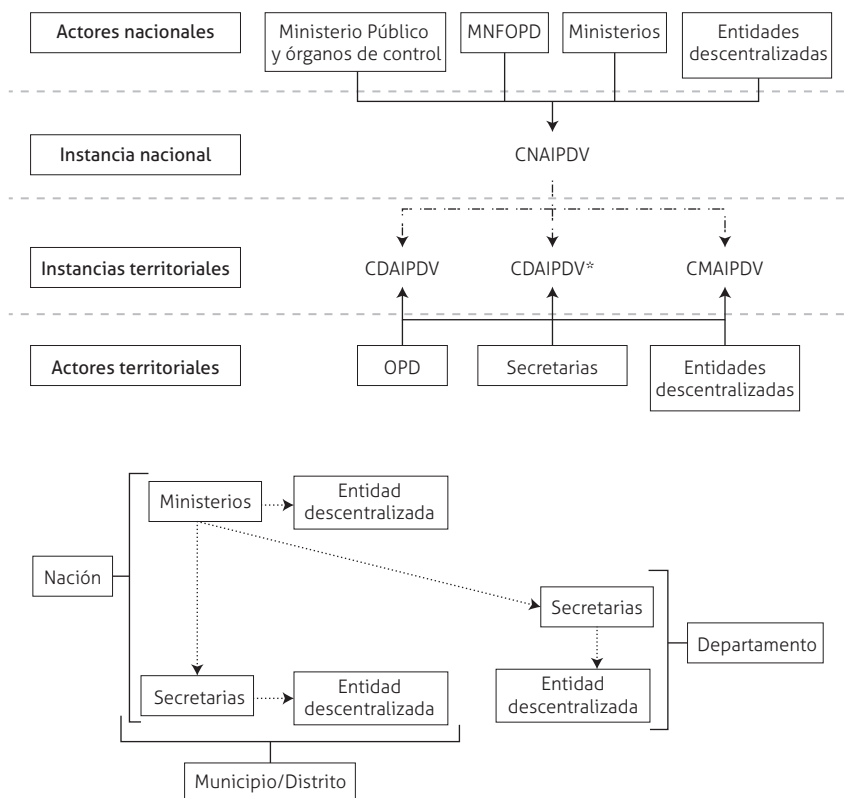 Actores nacionales
Ministerio Público
y órganos de control
MNFOPD
Ministerios
Entidades
descentralizadas
Instancia nacional
CNAIPDV
Instancias territoriales
CDAIPDV
CDAIPDV*
CMAIPDV
Actores territoriales
OPD
Secretarias
Entidades
descentralizadas
Ministerios
Entidad
descentralizada
Nación
Secretarias
Departamento
Secretarias
Entidad
descentralizada
Entidad
descentralizada
Municipio/Distrito